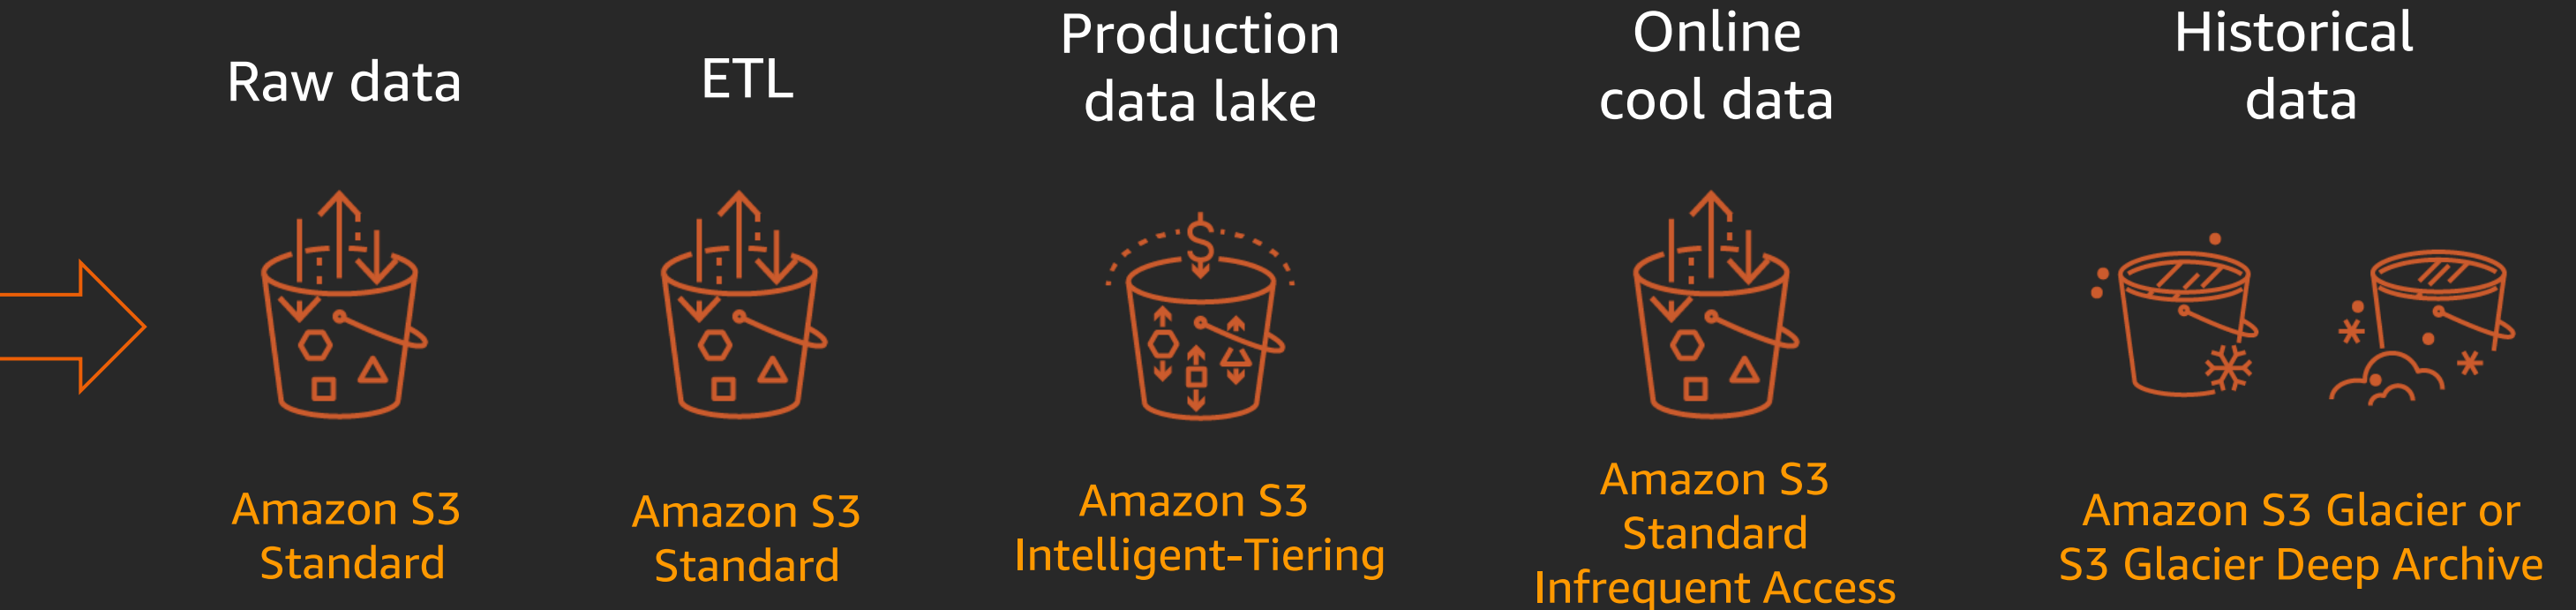 Raw data
ETL
Production
data lake
Online
cool data
Historical
data
$
Amazon S3
Standard
Amazon S3
Standard
Amazon S3
Intelligent-Tiering
Amazon S3
Standard
Infrequent Access
Amazon S3 Glacier or
S3 Glacier Deep Archive